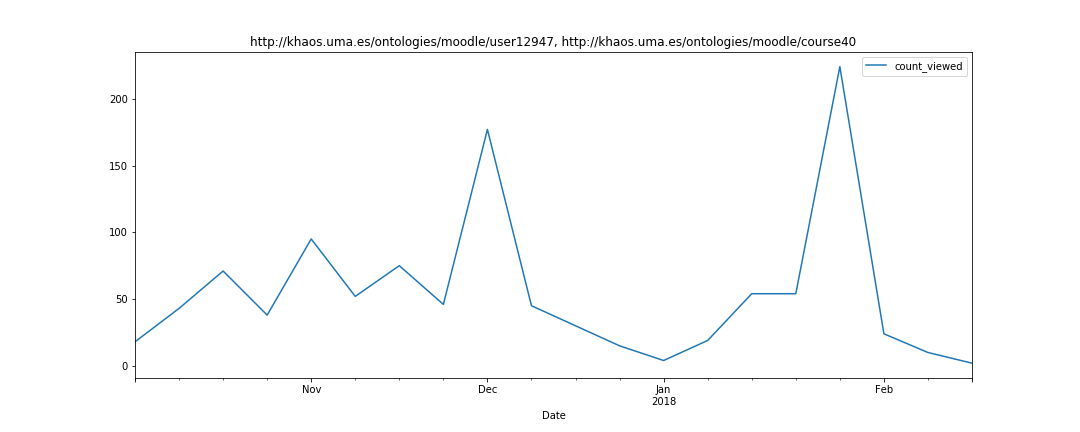 http://khaos.uma.es/ontologies/moodle/user12947, http://khaos.uma.es/ontologies/moodle/course40
count_viewed
200
150
100
50
0
Nov
Dec
Jan
2018
Feb
Date